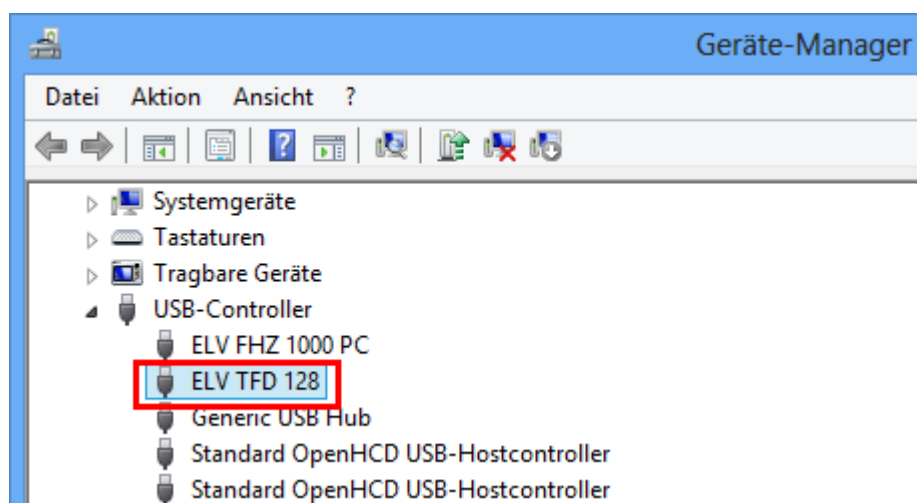 Geräte-Manager
Datei Aktion Ansicht ?
Systemgeräte
Tastaturen
Tragbare Geräte
USB-Controller
ELV FHZ 1000 PC
ELV TFD 128
Generic USB Hub
Standard OpenHCD USB-Hostcontroller
Standard OpenHCD USB-Hostcontroller